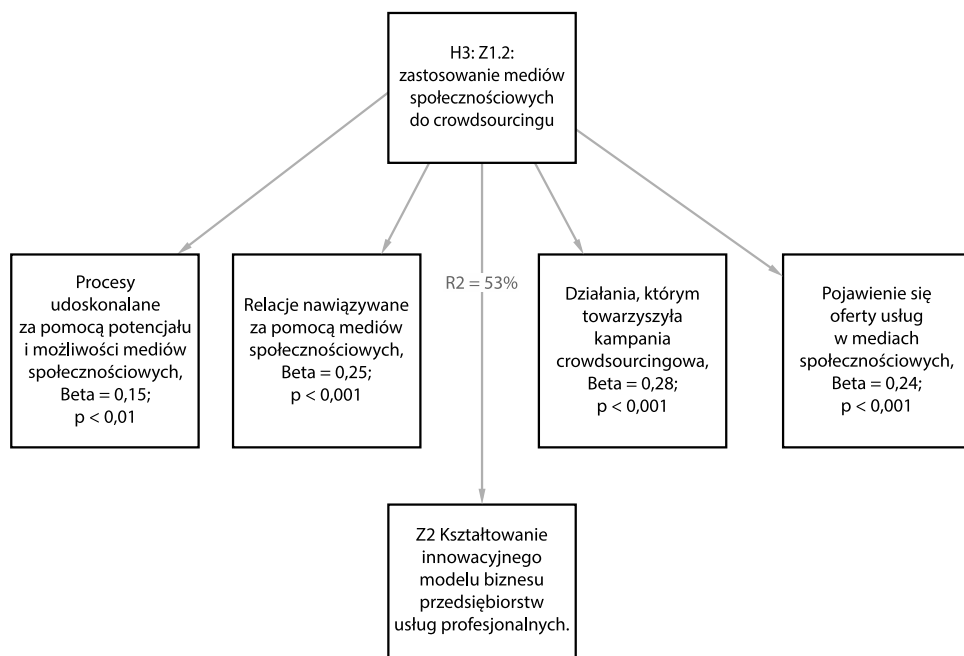 H3: Z1.2:
zastosowanie mediów
społecznościowych
do crowdsourcingu
Procesy
udoskonalane
za pomocą potencjału
i możliwości mediów
społecznościowych,
Beta = 0,15;
p < 0,01
Relacje nawiązywane
za pomocą mediów
społecznościowych,
Beta = 0,25;
p < 0,001
R2 = 53%
Działania, którym
towarzyszyła
kampania
crowdsourcingowa,
Beta = 0,28;
p < 0,001
Pojawienie się
oferty usług
w mediach
społecznościowych,
Beta = 0,24;
p < 0,001
Z2 Kształtowanie
innowacyjnego
modelu biznesu
przedsiębiorstw
usług profesjonalnych.